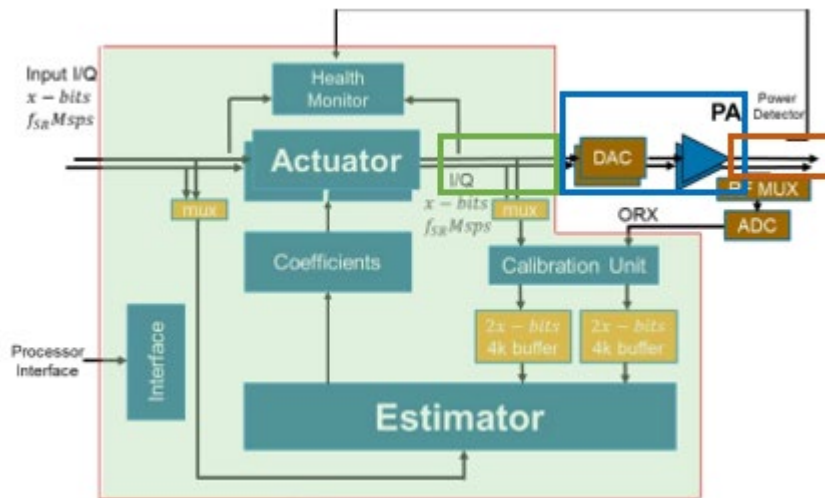 Input I/Q
x − bits
f_SR Msps
Health
Monitor
PA
Power
Detector
Actuator
DAC
I/Q
x − bits
f_SR Msps
mux
mux
RF MUX
ORX
ADC
Coefficients
Calibration Unit
2x − bits
4k buffer
2x − bits
4k buffer
Processor
Interface
Interface
Estimator